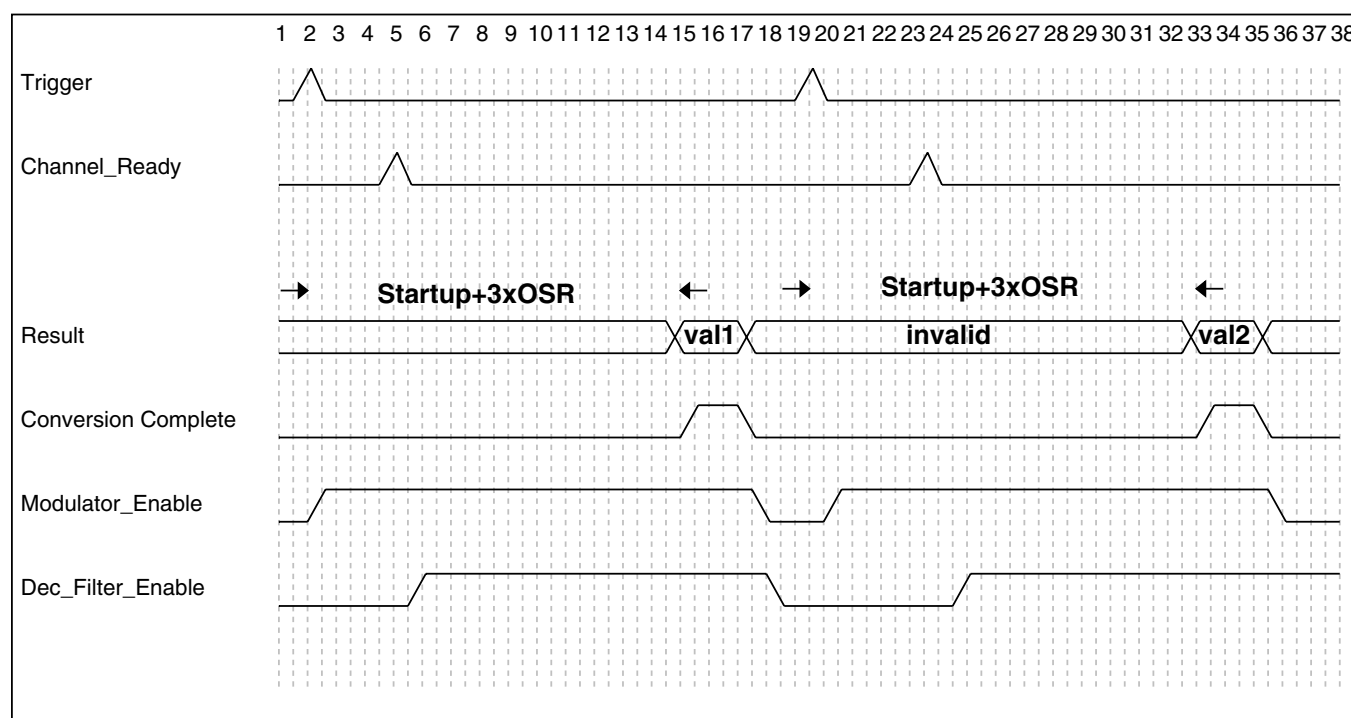 1 2 3 4 5 6 7 8 9 10 11 12 13 14 15 16 17 18 19 20 21 22 23 24 25 26 27 28 29 30 31 32 33 34 35 36 37 38
Trigger
Channel_Ready
Startup+3xOSR Startup+3xOSR
Result val1 invalid val2
Conversion Complete
Modulator_Enable
Dec_Filter_Enable